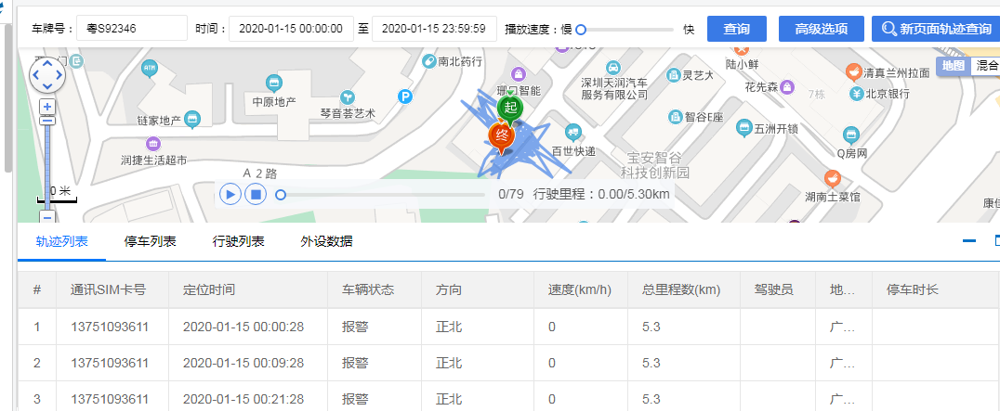 车牌号： 粤S92346 时间： 2020-01-15 00:00:00 至 2020-01-15 23:59:59 播放速度：慢 快 查询 高级选项 新页面轨迹查询
地图 混合
南北药行
陆小鲜
ATM
中原地产
琴音荟艺术
链家地产
润捷生活超市
P
珊口智能
深圳天润汽车
服务有限公司
灵艺大
花先森
7栋
清真兰州拉面
北京银行
智谷E座
五洲开锁
百世快递
Q房网
宝安智谷
科技创新园
湖南土菜馆
康佳
起
终
A 2 路
0 米
0/79 行驶里程：0.00/5.30km
轨迹列表 停车列表 行驶列表 外设数据
# 通讯SIM卡号 定位时间 车辆状态 方向 速度(km/h) 总里程数(km) 驾驶员 地... 停车时长
1 13751093611 2020-01-15 00:00:28 报警 正北 0 5.3 广...
2 13751093611 2020-01-15 00:09:28 报警 正北 0 5.3 广...
3 13751093611 2020-01-15 00:21:28 报警 正北 0 5.3 广...